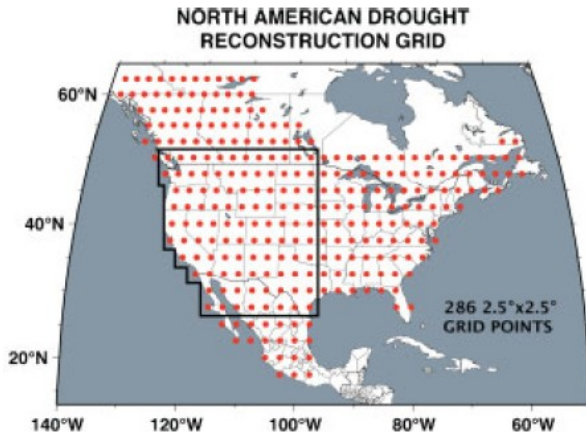 NORTH AMERICAN DROUGHT
RECONSTRUCTION GRID
60°N
40°N
20°N
286 2.5°x2.5°
GRID POINTS
140°W
120°W
100°W
80°W
60°W